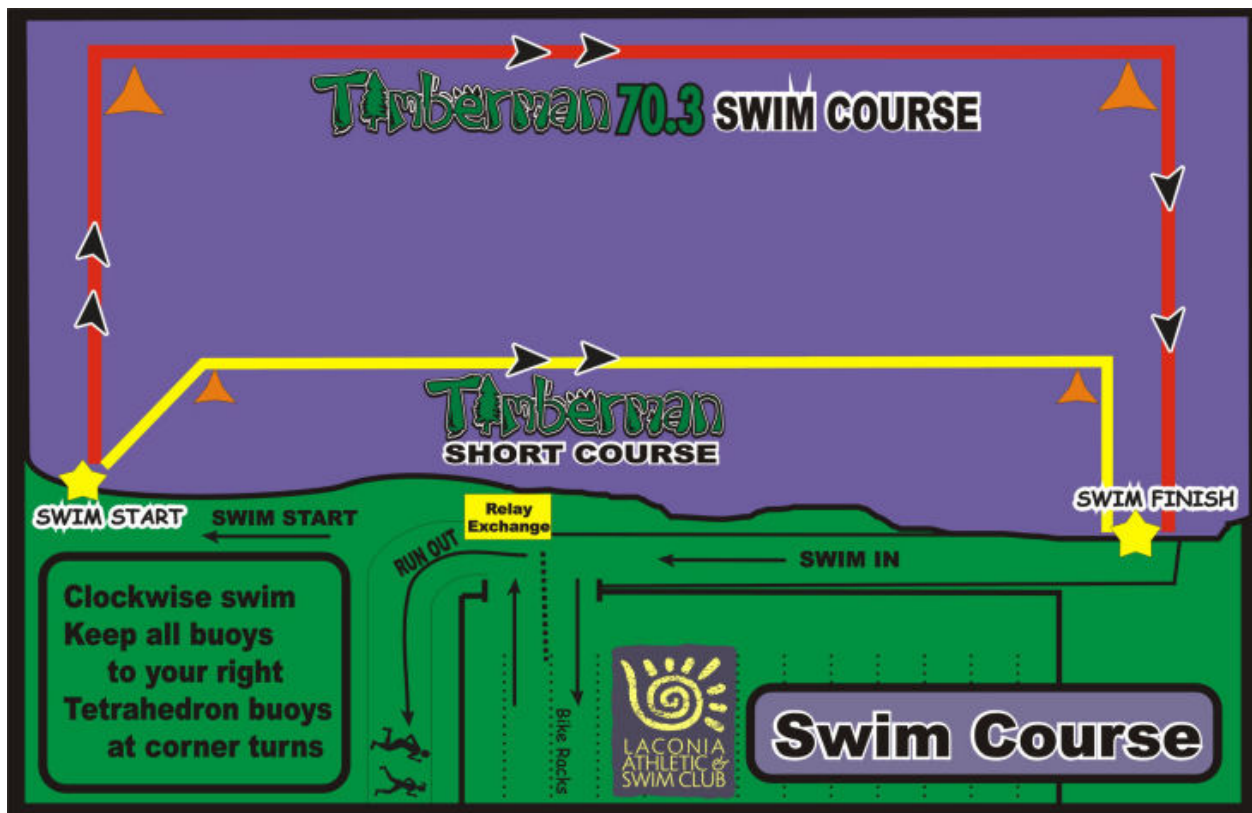 Timberman 70.3 SWIM COURSE
Timberman
SHORT COURSE
SWIM START
SWIM START
Relay
Exchange
SWIM FINISH
RUN OUT
SWIM IN
Clockwise swim
Keep all buoys
to your right
Tetrahedron buoys
at corner turns
Bike Racks
LACONIA
ATHLETIC &
SWIM CLUB
Swim Course